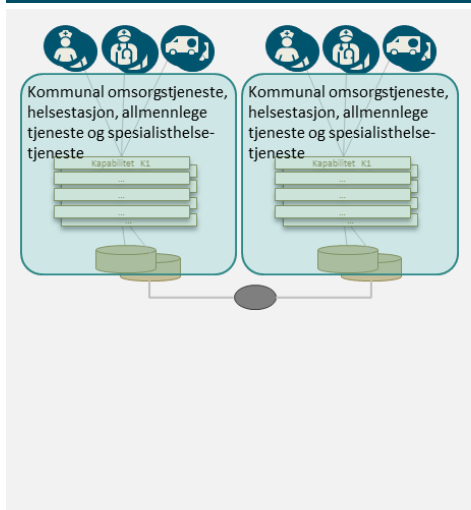 Kommunal omsorgstjeneste,
helsestasjon, allmennlege
tjeneste og spesialisthelse-
tjeneste
Kapabilitet K1
...
...
...
...
...
Kommunal omsorgstjeneste,
helsestasjon, allmennlege
tjeneste og spesialisthelse-
tjeneste
Kapabilitet K1
...
...
...
...
...